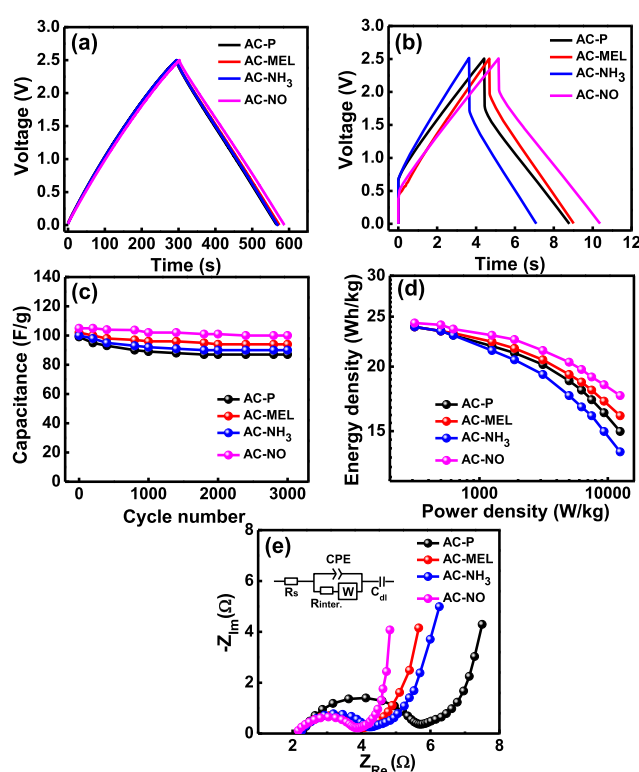 (a)
AC-P
AC-MEL
AC-NH3
AC-NO
Voltage (V)
3.0
2.5
2.0
1.5
1.0
0.5
0.0
0 100 200 300 400 500 600
Time (s)
(b)
AC-P
AC-MEL
AC-NH3
AC-NO
Voltage (V)
3.0
2.5
2.0
1.5
1.0
0.5
0.0
0 2 4 6 8 10 12
Time (s)
(c)
Capacitance (F/g)
140
120
100
80
60
40
20
0
AC-P
AC-MEL
AC-NH3
AC-NO
0 1000 2000 3000
Cycle number
(d)
Energy density (Wh/kg)
30
25
20
15
AC-P
AC-MEL
AC-NH3
AC-NO
1000 10000
Power density (W/kg)
(e)
AC-P
AC-MEL
AC-NH3
AC-NO
CPE
Rs
Rinter.
W
Cdl
-ZIm(Ω)
6
4
2
0
0 2 4 6 8
ZRe(Ω)